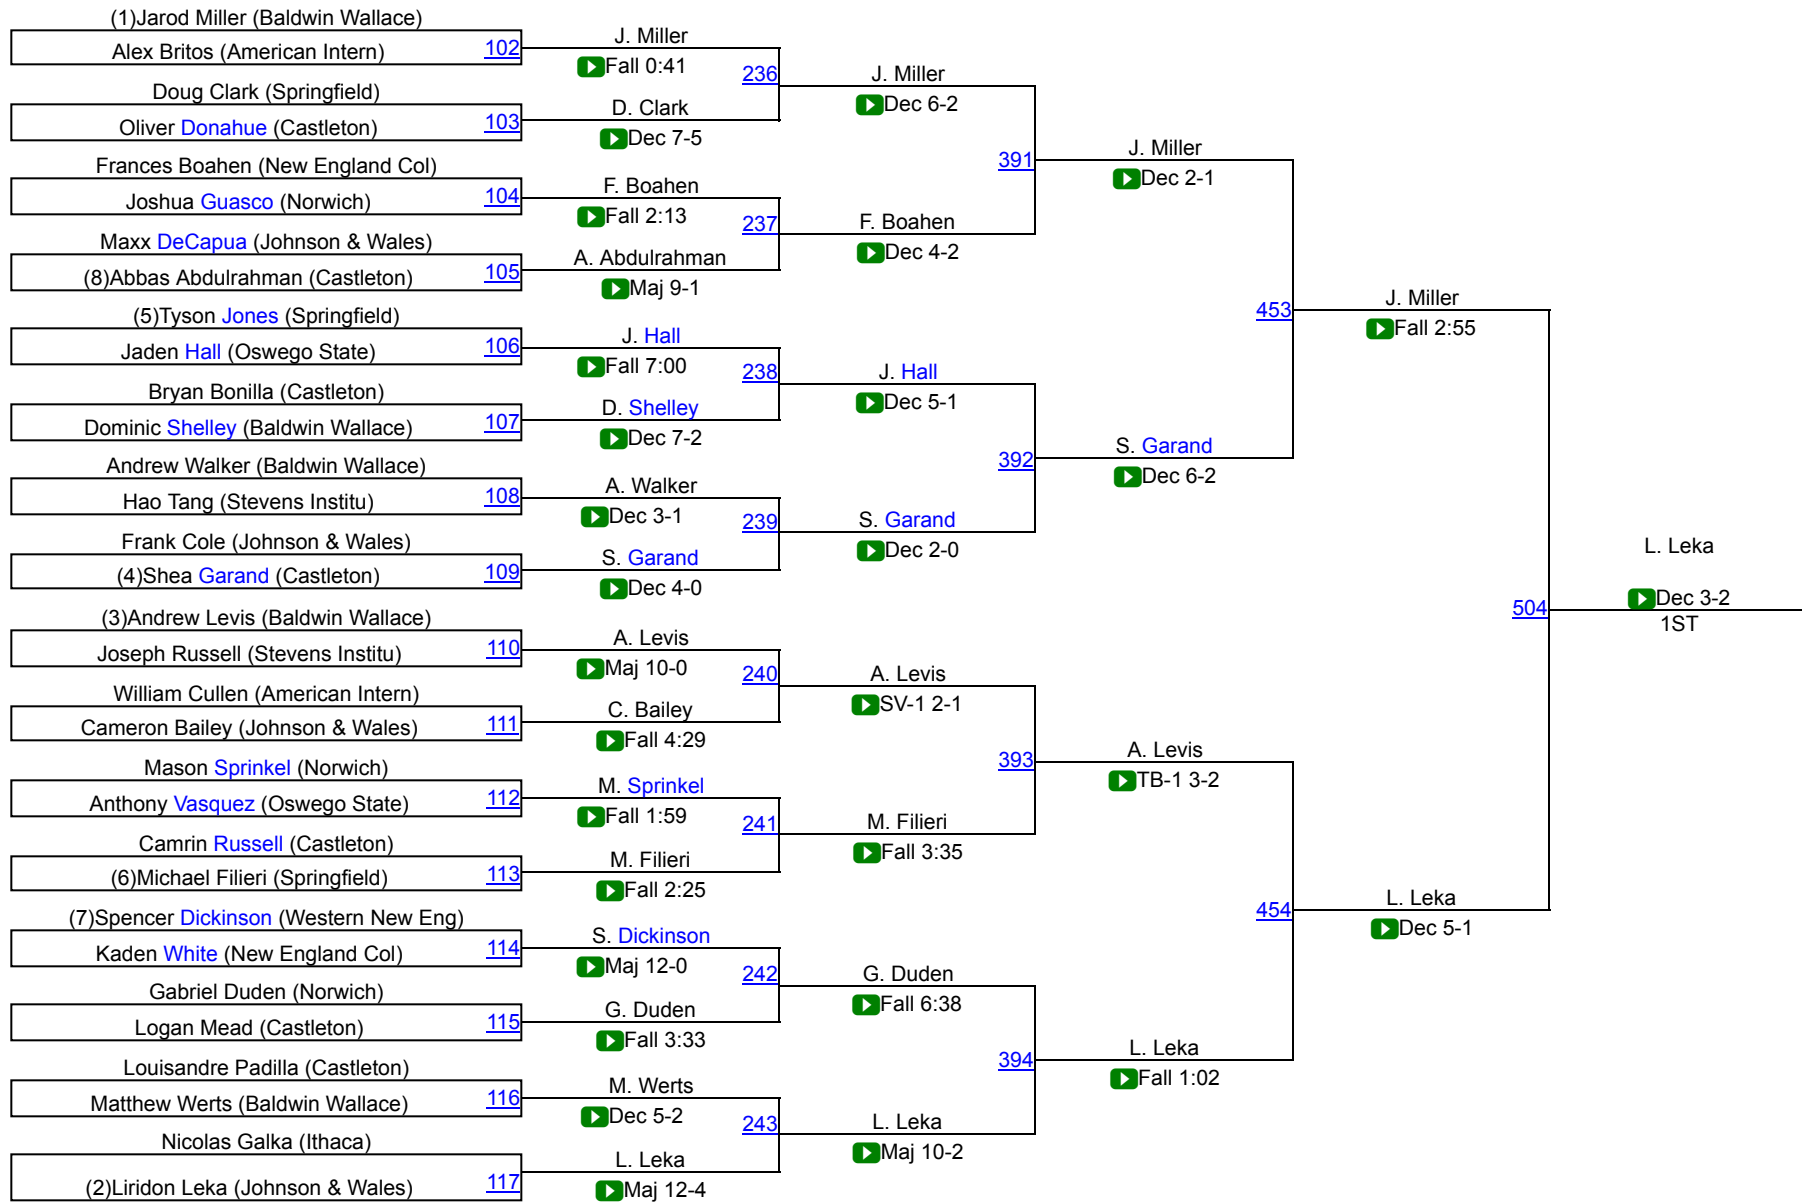 (1)Jarod Miller (Baldwin Wallace)
Alex Britos (American Intern) 102
Doug Clark (Springfield)
Oliver Donahue (Castleton) 103
Frances Boahen (New England Col)
Joshua Guasco (Norwich) 104
Maxx DeCapua (Johnson & Wales)
(8)Abbas Abdulrahman (Castleton) 105
(5)Tyson Jones (Springfield)
Jaden Hall (Oswego State) 106
Bryan Bonilla (Castleton)
Dominic Shelley (Baldwin Wallace) 107
Andrew Walker (Baldwin Wallace)
Hao Tang (Stevens Institu) 108
Frank Cole (Johnson & Wales)
(4)Shea Garand (Castleton) 109
(3)Andrew Levis (Baldwin Wallace)
Joseph Russell (Stevens Institu) 110
William Cullen (American Intern)
Cameron Bailey (Johnson & Wales) 111
Mason Sprinkel (Norwich)
Anthony Vasquez (Oswego State) 112
Camrin Russell (Castleton)
(6)Michael Filieri (Springfield) 113
(7)Spencer Dickinson (Western New Eng)
Kaden White (New England Col) 114
Gabriel Duden (Norwich)
Logan Mead (Castleton) 115
Louisandre Padilla (Castleton)
Matthew Werts (Baldwin Wallace) 116
Nicolas Galka (Ithaca)
(2)Liridon Leka (Johnson & Wales) 117
J. Miller
Fall 0:41
236
D. Clark
Dec 7-5
F. Boahen
Fall 2:13
237
A. Abdulrahman
Maj 9-1
J. Hall
Fall 7:00
238
D. Shelley
Dec 7-2
A. Walker
Dec 3-1
239
S. Garand
Dec 4-0
A. Levis
Maj 10-0
240
C. Bailey
Fall 4:29
M. Sprinkel
Fall 1:59
241
M. Filieri
Fall 2:25
S. Dickinson
Maj 12-0
242
G. Duden
Fall 3:33
M. Werts
Dec 5-2
243
L. Leka
Maj 12-4
J. Miller
Dec 6-2
391
F. Boahen
Dec 4-2
J. Hall
Dec 5-1
392
S. Garand
Dec 2-0
A. Levis
SV-1 2-1
393
M. Filieri
Fall 3:35
G. Duden
Fall 6:38
394
L. Leka
Maj 10-2
J. Miller
Dec 2-1
453
S. Garand
Dec 6-2
A. Levis
TB-1 3-2
454
L. Leka
Fall 1:02
J. Miller
Fall 2:55
504
L. Leka
Dec 5-1
L. Leka
Dec 3-2
1ST